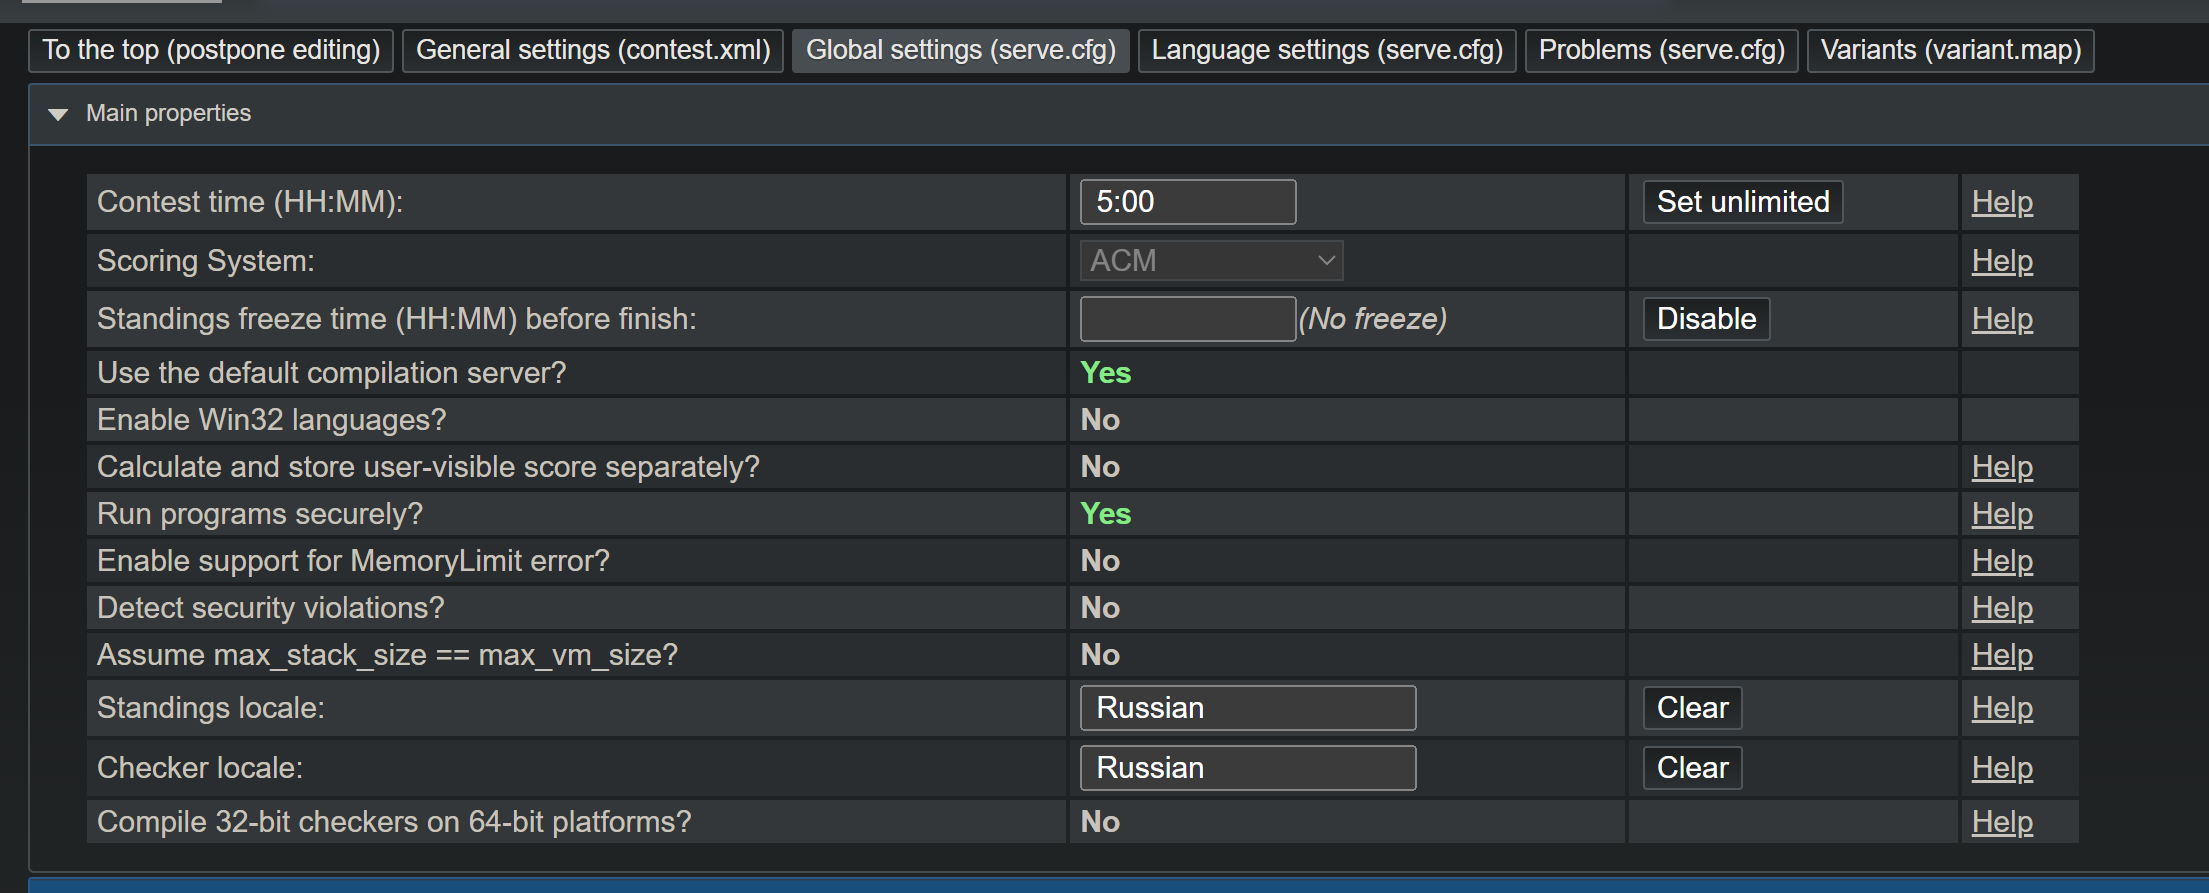 To the top (postpone editing) General settings (contest.xml) Global settings (serve.cfg) Language settings (serve.cfg) Problems (serve.cfg) Variants (variant.map)
Main properties
Contest time (HH:MM): 5:00 Set unlimited Help
Scoring System: ACM Help
Standings freeze time (HH:MM) before finish: (No freeze) Disable Help
Use the default compilation server? Yes
Enable Win32 languages? No
Calculate and store user-visible score separately? No Help
Run programs securely? Yes Help
Enable support for MemoryLimit error? No Help
Detect security violations? No Help
Assume max_stack_size == max_vm_size? No Help
Standings locale: Russian Clear Help
Checker locale: Russian Clear Help
Compile 32-bit checkers on 64-bit platforms? No Help